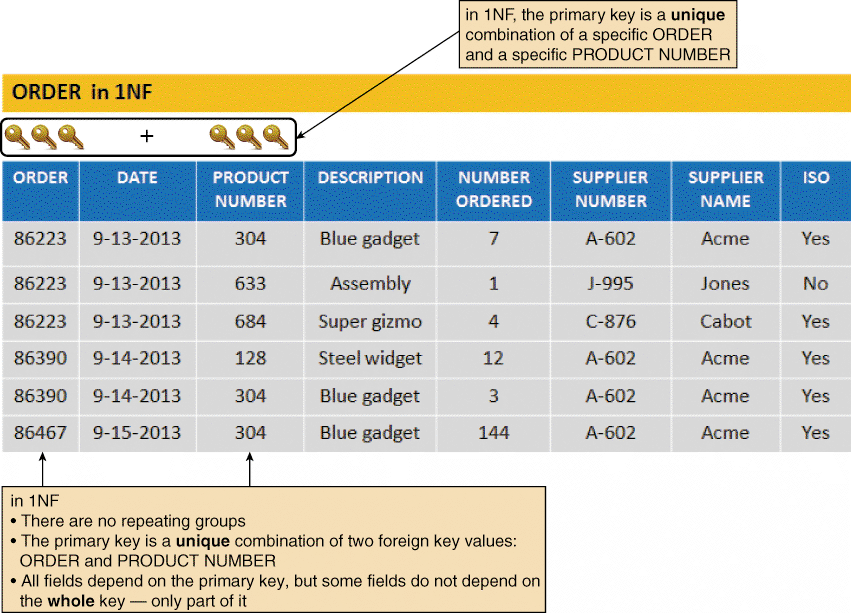 in 1NF, the primary key is a unique
combination of a specific ORDER
and a specific PRODUCT NUMBER
ORDER in 1NF
+
ORDER DATE PRODUCT NUMBER DESCRIPTION NUMBER ORDERED SUPPLIER NUMBER SUPPLIER NAME ISO
86223 9-13-2013 304 Blue gadget 7 A-602 Acme Yes
86223 9-13-2013 633 Assembly 1 J-995 Jones No
86223 9-13-2013 684 Super gizmo 4 C-876 Cabot Yes
86390 9-14-2013 128 Steel widget 12 A-602 Acme Yes
86390 9-14-2013 304 Blue gadget 3 A-602 Acme Yes
86467 9-15-2013 304 Blue gadget 144 A-602 Acme Yes
in 1NF
• There are no repeating groups
• The primary key is a unique combination of two foreign key values:
ORDER and PRODUCT NUMBER
• All fields depend on the primary key, but some fields do not depend on
the whole key — only part of it